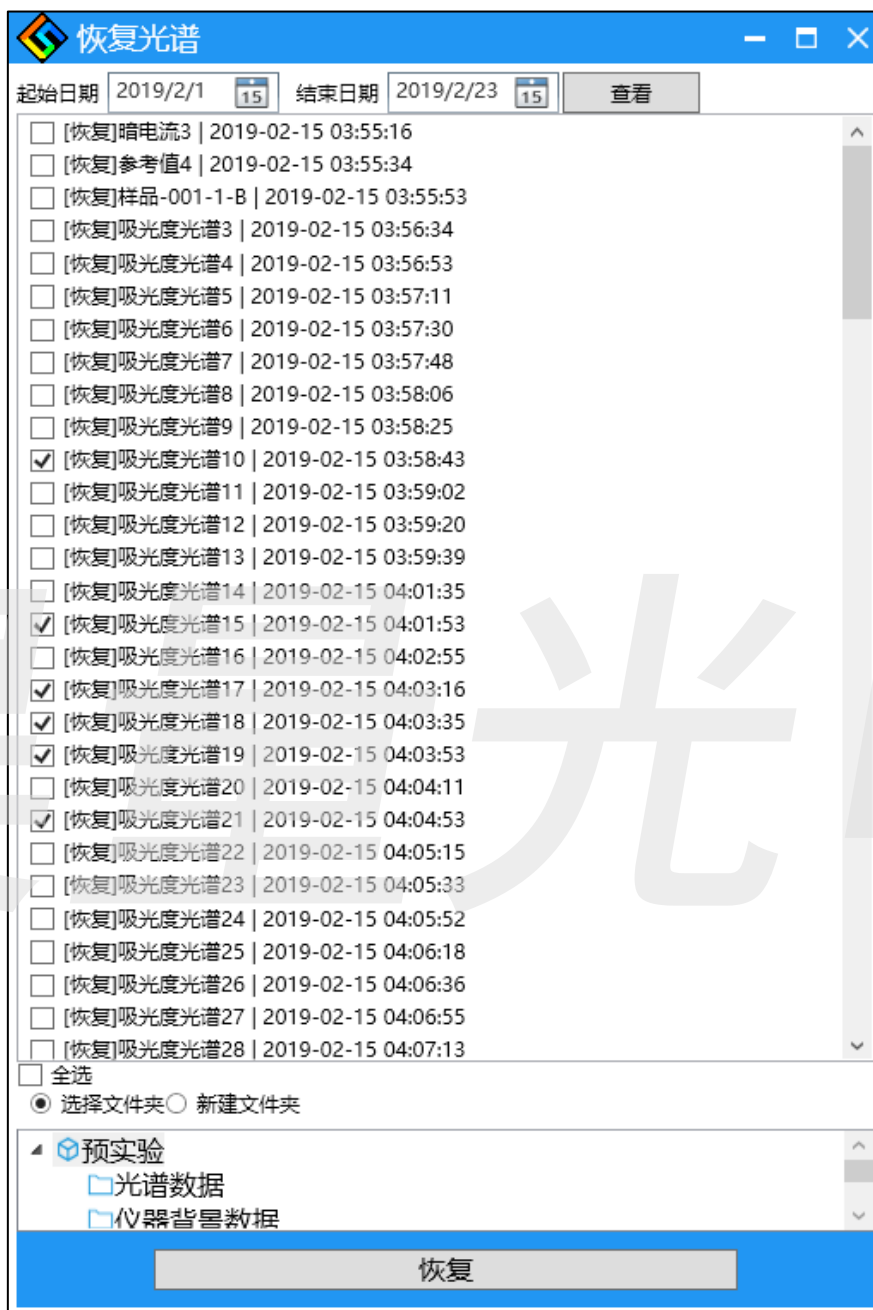 恢复光谱
起始日期 2019/2/1 15 结束日期 2019/2/23 15 查看
[恢复]暗电流3 | 2019-02-15 03:55:16
[恢复]参考值4 | 2019-02-15 03:55:34
[恢复]样品-001-1-B | 2019-02-15 03:55:53
[恢复]吸光度光谱3 | 2019-02-15 03:56:34
[恢复]吸光度光谱4 | 2019-02-15 03:56:53
[恢复]吸光度光谱5 | 2019-02-15 03:57:11
[恢复]吸光度光谱6 | 2019-02-15 03:57:30
[恢复]吸光度光谱7 | 2019-02-15 03:57:48
[恢复]吸光度光谱8 | 2019-02-15 03:58:06
[恢复]吸光度光谱9 | 2019-02-15 03:58:25
[恢复]吸光度光谱10 | 2019-02-15 03:58:43
[恢复]吸光度光谱11 | 2019-02-15 03:59:02
[恢复]吸光度光谱12 | 2019-02-15 03:59:20
[恢复]吸光度光谱13 | 2019-02-15 03:59:39
[恢复]吸光度光谱14 | 2019-02-15 04:01:35
[恢复]吸光度光谱15 | 2019-02-15 04:01:53
[恢复]吸光度光谱16 | 2019-02-15 04:02:55
[恢复]吸光度光谱17 | 2019-02-15 04:03:16
[恢复]吸光度光谱18 | 2019-02-15 04:03:35
[恢复]吸光度光谱19 | 2019-02-15 04:03:53
[恢复]吸光度光谱20 | 2019-02-15 04:04:11
[恢复]吸光度光谱21 | 2019-02-15 04:04:53
[恢复]吸光度光谱22 | 2019-02-15 04:05:15
[恢复]吸光度光谱23 | 2019-02-15 04:05:33
[恢复]吸光度光谱24 | 2019-02-15 04:05:52
[恢复]吸光度光谱25 | 2019-02-15 04:06:18
[恢复]吸光度光谱26 | 2019-02-15 04:06:36
[恢复]吸光度光谱27 | 2019-02-15 04:06:55
[恢复]吸光度光谱28 | 2019-02-15 04:07:13
全选
选择文件夹 新建文件夹
预实验
光谱数据
仪器背景数据
恢复
量光